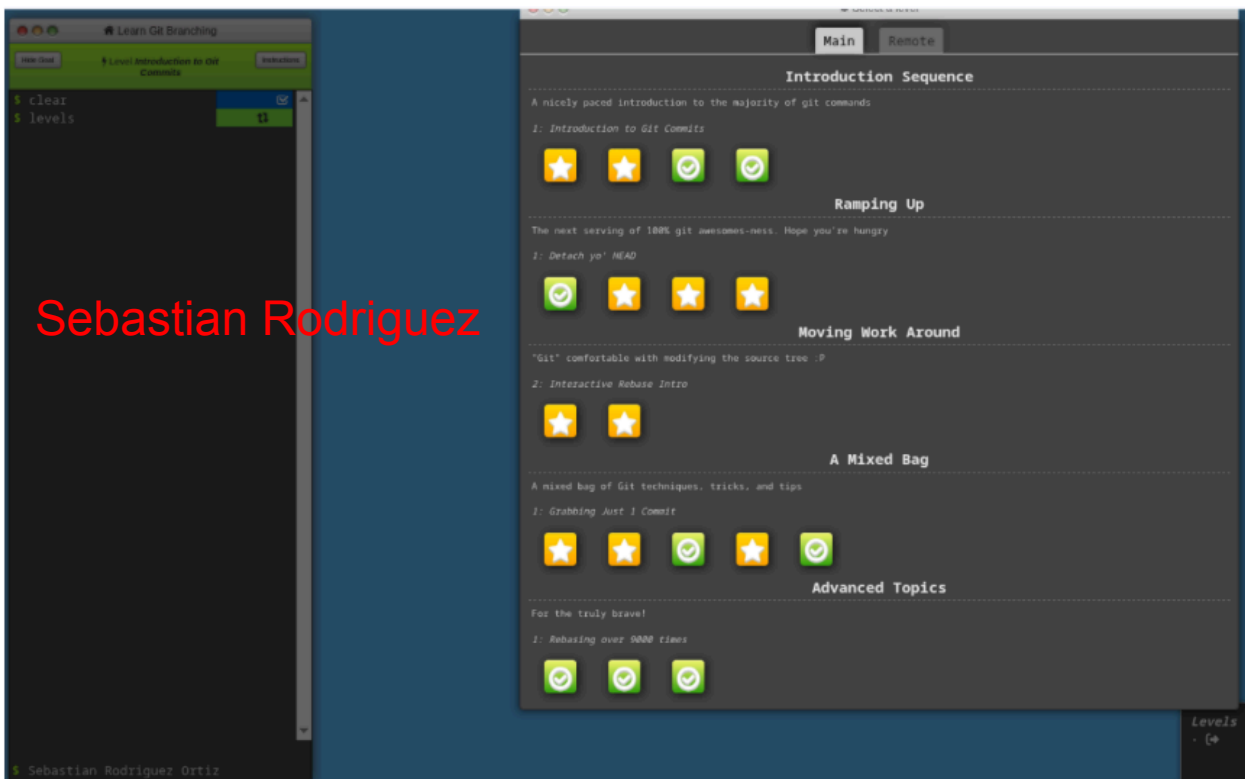 Learn Git Branching
Hide Goal
Level Introduction to Git
Commits
Instructions
$ clear
$ levels
Sebastian Rodriguez
$ Sebastian Rodriguez Ortiz
Select a level
Main Remote
Introduction Sequence
A nicely paced introduction to the majority of git commands
1: Introduction to Git Commits
Ramping Up
The next serving of 100% git awesomes-ness. Hope you're hungry
1: Detach yo' HEAD
Moving Work Around
"Git" comfortable with modifying the source tree :P
2: Interactive Rebase Intro
A Mixed Bag
A mixed bag of Git techniques, tricks, and tips
1: Grabbing Just 1 Commit
Advanced Topics
For the truly brave!
1: Rebasing over 9000 times
Levels